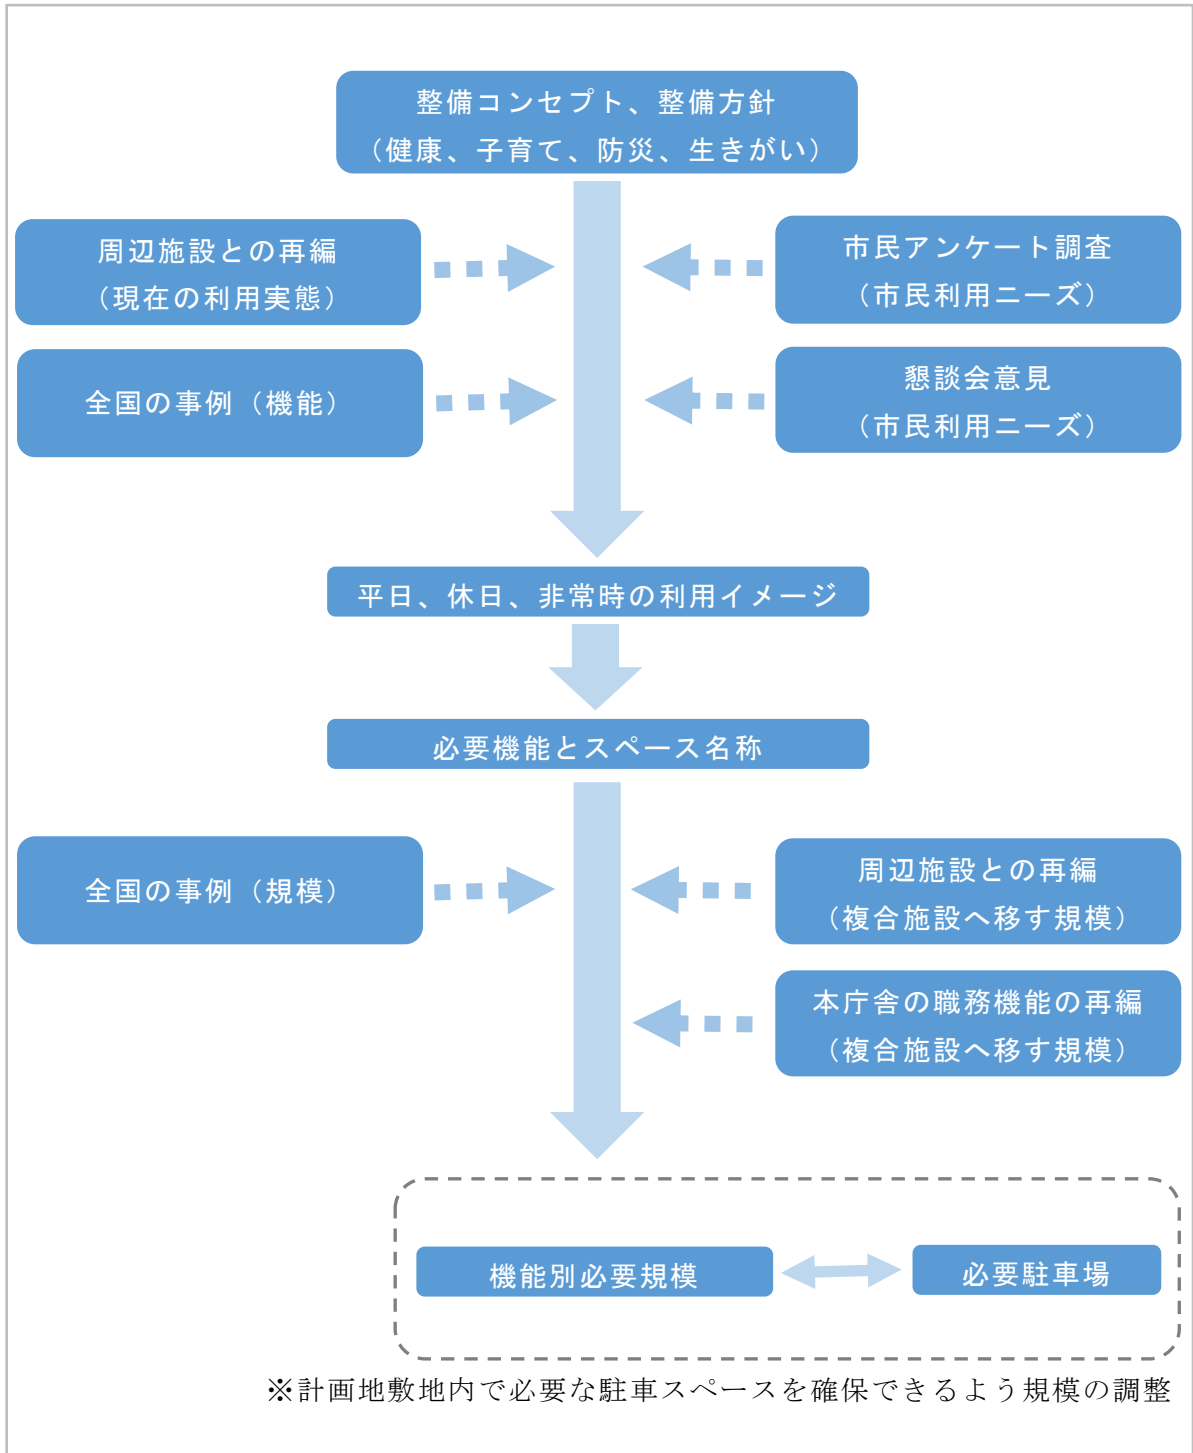 整備コンセプト、整備方針
（健康、子育て、防災、生きがい）
周辺施設との再編
（現在の利用実態）
市民アンケート調査
（市民利用ニーズ）
全国の事例（機能）
懇談会意見
（市民利用ニーズ）
平日、休日、非常時の利用イメージ
必要機能とスペース名称
全国の事例（規模）
周辺施設との再編
（複合施設へ移す規模）
本庁舎の職務機能の再編
（複合施設へ移す規模）
機能別必要規模
必要駐車場
※計画地敷地内で必要な駐車スペースを確保できるよう規模の調整